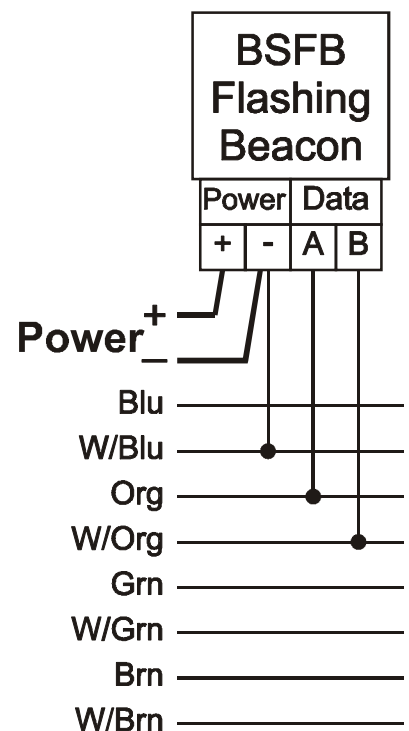 BSFB
Flashing
Beacon
Power Data
+ - A B
+
Power
–
Blu
W/Blu
Org
W/Org
Grn
W/Grn
Brn
W/Brn